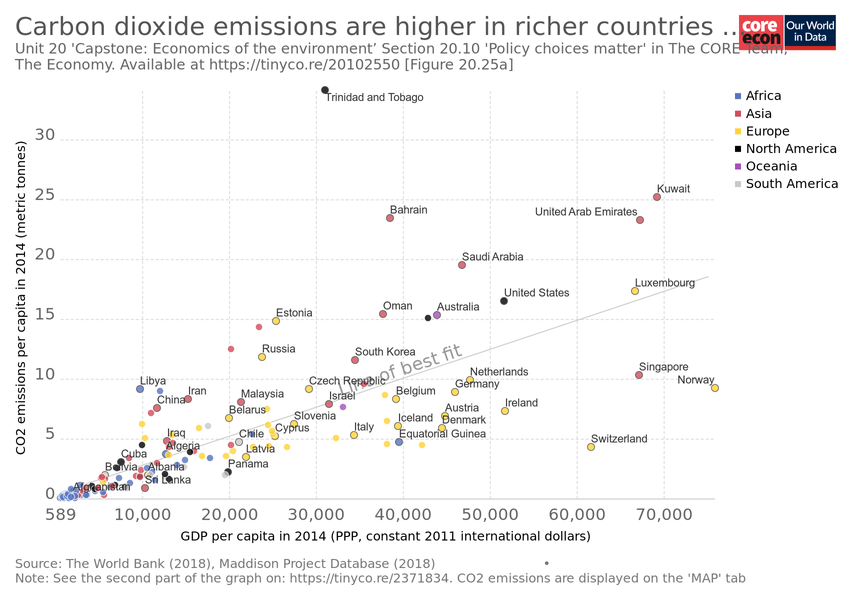 Carbon dioxide emissions are higher in richer countries ...
core econ
Our World in Data
Unit 20 'Capstone: Economics of the environment’ Section 20.10 'Policy choices matter' in The CORE Team,
The Economy. Available at https://tinyco.re/20102550 [Figure 20.25a]
Trinidad and Tobago
Africa
Asia
Europe
North America
Oceania
South America
CO2 emissions per capita in 2014 (metric tonnes)
30
25
20
15
10
5
0
Kuwait
Bahrain
United Arab Emirates
Saudi Arabia
Luxembourg
United States
Oman
Australia
Estonia
Russia
South Korea
Line of best fit
Singapore
Norway
Netherlands
Germany
Czech Republic
Libya
Iran
China
Malaysia
Israel
Belgium
Belarus
Slovenia
Austria
Ireland
Denmark
Iceland
Equatorial Guinea
Italy
Cyprus
Chile
Iraq
Algeria
Latvia
Switzerland
Cuba
Panama
Bolivia
Albania
Sri Lanka
Afghanistan
589
10,000
20,000
30,000
40,000
50,000
60,000
70,000
GDP per capita in 2014 (PPP, constant 2011 international dollars)
Source: The World Bank (2018), Maddison Project Database (2018)
Note: See the second part of the graph on: https://tinyco.re/2371834. CO2 emissions are displayed on the 'MAP' tab